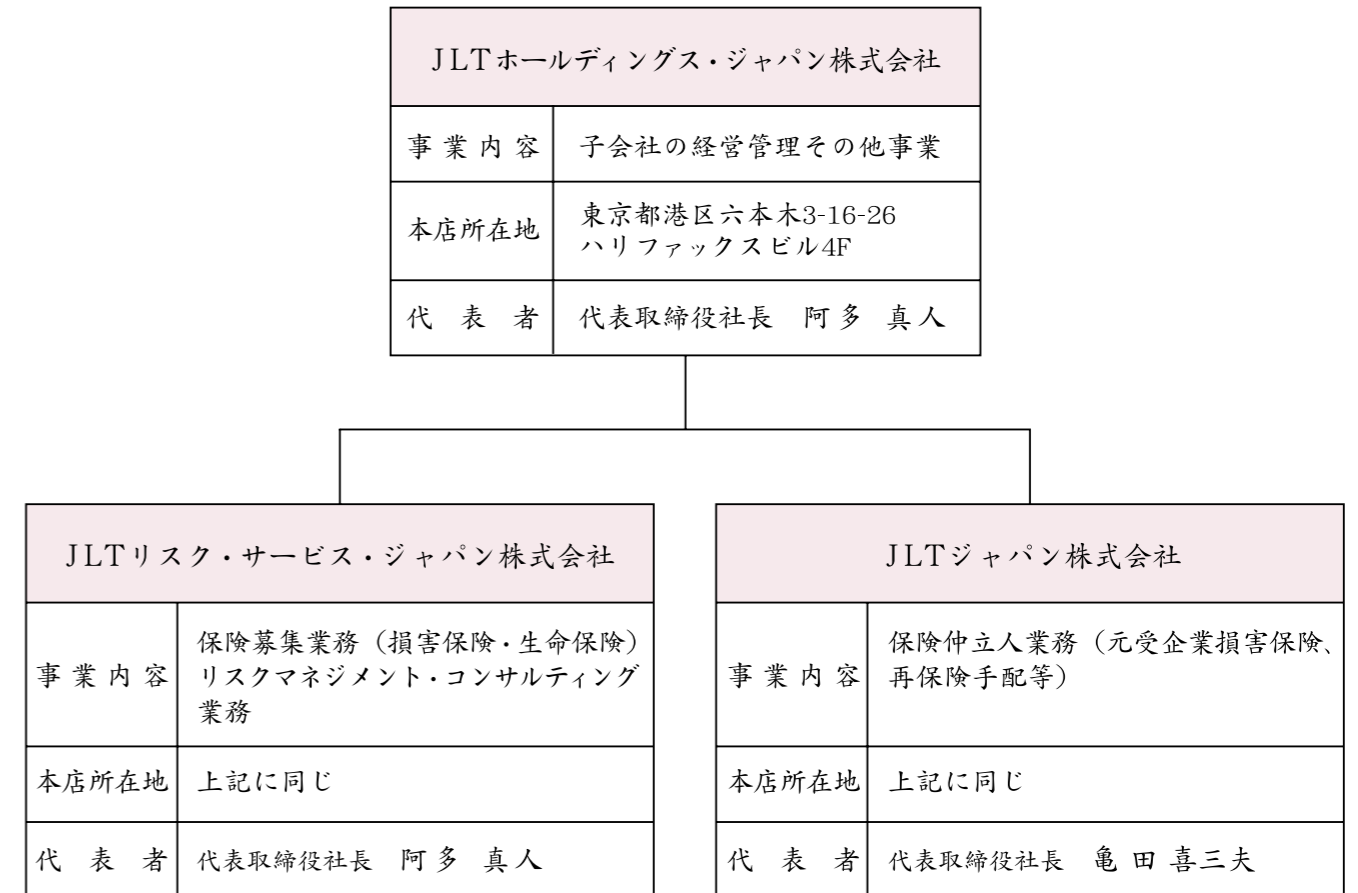 JLTホールディングス・ジャパン株式会社
事業内容 子会社の経営管理その他事業
本店所在地 東京都港区六本木3-16-26
ハリファックスビル4F
代表者 代表取締役社長 阿多 真人
JLTリスク・サービス・ジャパン株式会社
事業内容 保険募集業務（損害保険・生命保険）
リスクマネジメント・コンサルティング
業務
本店所在地 上記に同じ
代表者 代表取締役社長 阿多 真人
JLTジャパン株式会社
事業内容 保険仲立人業務（元受企業損害保険、
再保険手配等）
本店所在地 上記に同じ
代表者 代表取締役社長 亀田 喜三夫